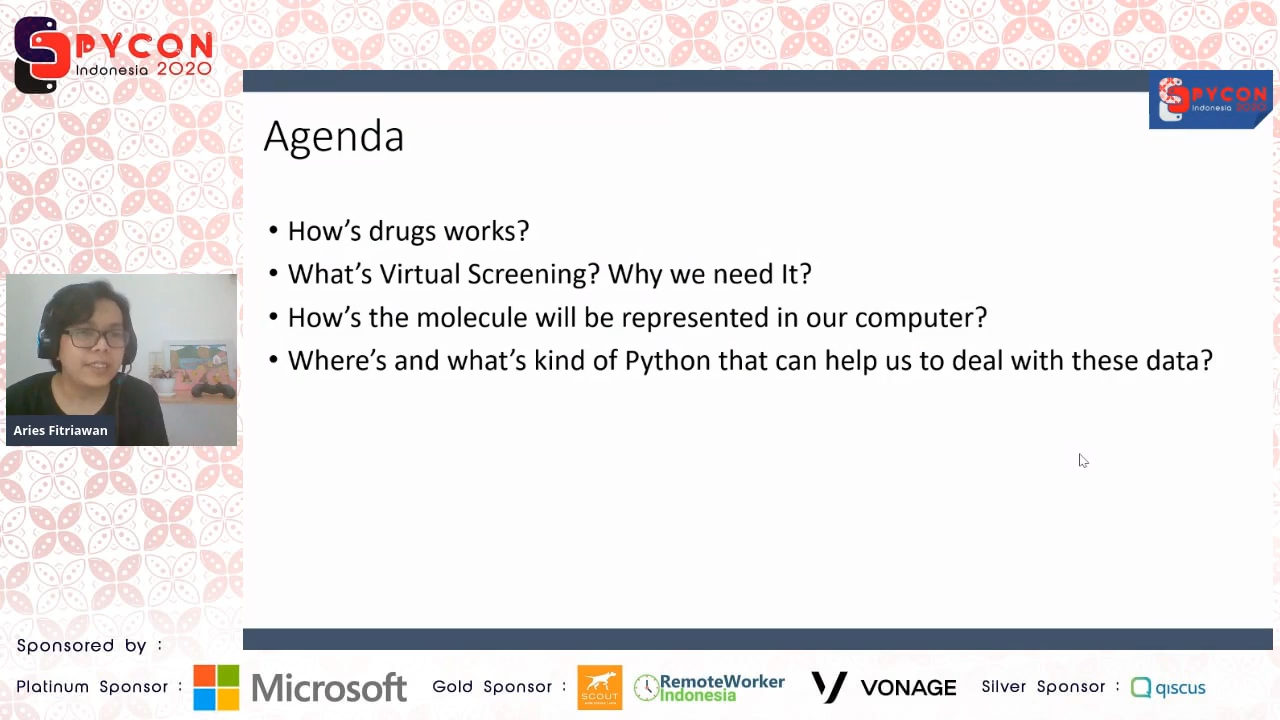 PYCON
Indonesia 2020
PYCON
Indonesia 2020
Agenda
• How’s drugs works?
• What’s Virtual Screening? Why we need It?
• How’s the molecule will be represented in our computer?
• Where’s and what’s kind of Python that can help us to deal with these data?
Aries Fitriawan
Sponsored by :
Platinum Sponsor : Microsoft Gold Sponsor : SCOUT RemoteWorker Indonesia VONAGE Silver Sponsor : qiscus